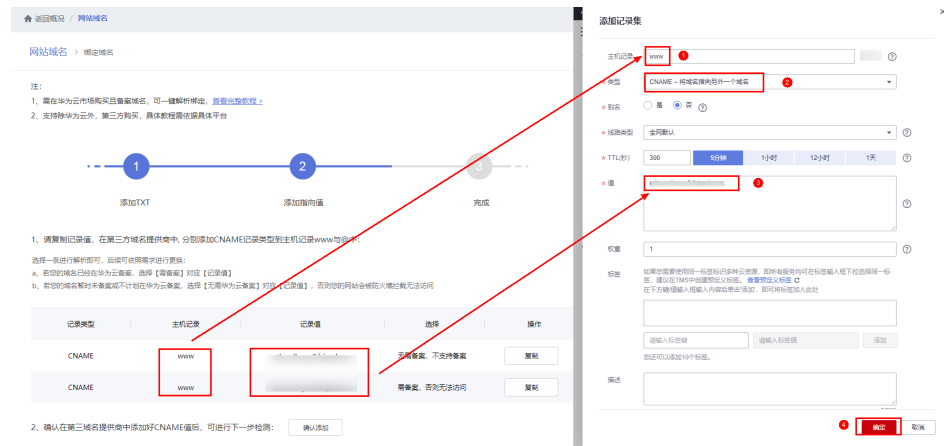 返回概况 / 网站域名
网站域名 > 绑定域名
注:
1、需在华为云市场购买且备案域名，可一键解析绑定，查看完整教程 >
2、支持除华为云外，第三方购买，具体教程需依据具体平台
1
2
3
添加TXT
添加指向值
完成
1、请复制记录值，在第三方域名提供商中, 分别添加CNAME记录类型到主机记录www与@中:
选择一条进行解析即可，后续可依照需求进行更换:
a、若您的域名已经在华为云备案，选择【需备案】对应【记录值】
b、若您的域名暂时未备案或不计划在华为云备案，选择【无需华为云备案】对应【记录值】，否则您的网站会被防火墙拦截无法访问
记录类型 主机记录 记录值 选择 操作
CNAME www 无需备案、不支持备案 复制
CNAME www 需备案，否则无法访问 复制
2、确认在第三域名提供商中添加好CNAME值后，可进行下一步检测: 确认添加
添加记录集
主机记录 www 1
* 类型 CNAME – 将域名指向另外一个域名 2
* 别名 是 否
* 线路类型 全网默认
* TTL(秒) 300 5分钟 1小时 12小时 1天
* 值 3
权重 1
标签 如果您需要使用同一标签标识多种云资源，即所有服务均可在标签输入框下拉选择同一标
签，建议在TMS中创建预定义标签。 查看预定义标签
在下方键/值输入框输入内容后单击'添加'，即可将标签加入此处
请输入标签键 请输入标签值 添加
您还可以添加10个标签。
描述
4 确定 取消